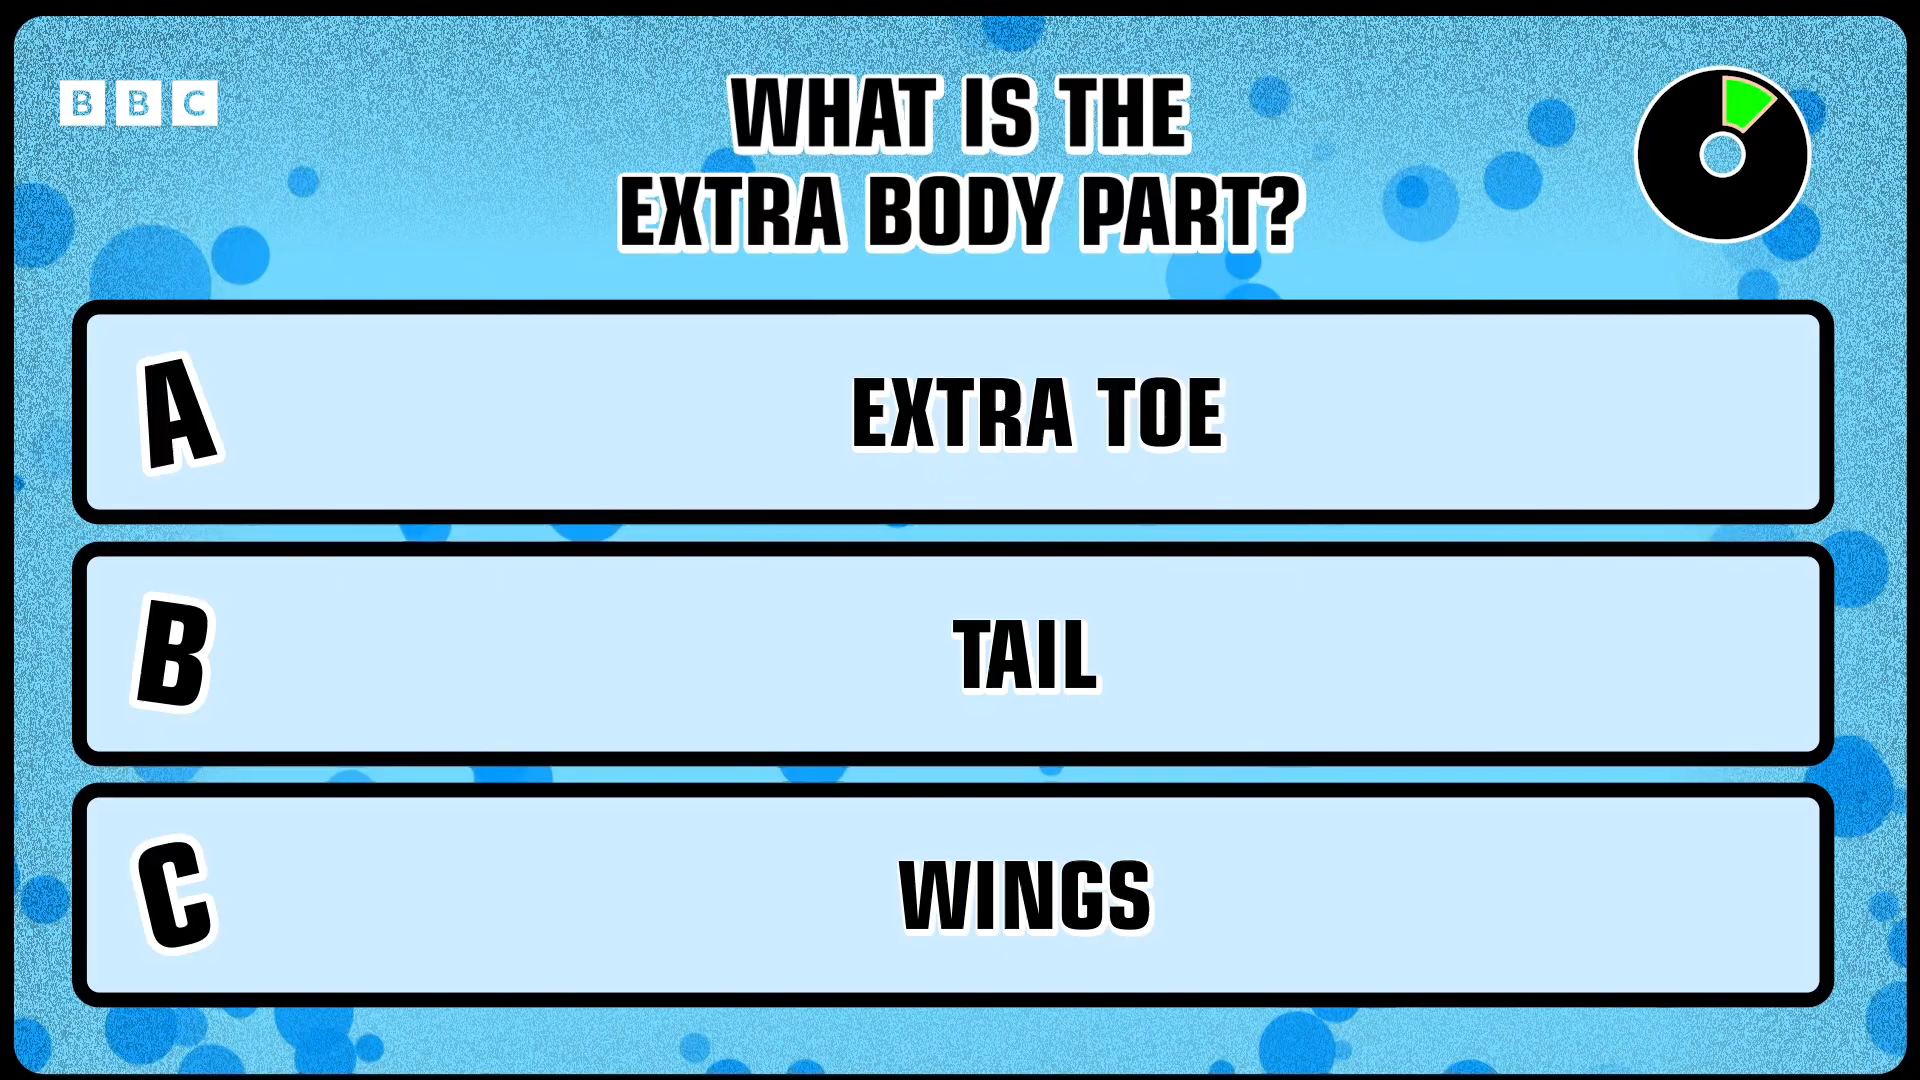 BBC
WHAT IS THE
EXTRA BODY PART?
A
EXTRA TOE
B
TAIL
C
WINGS